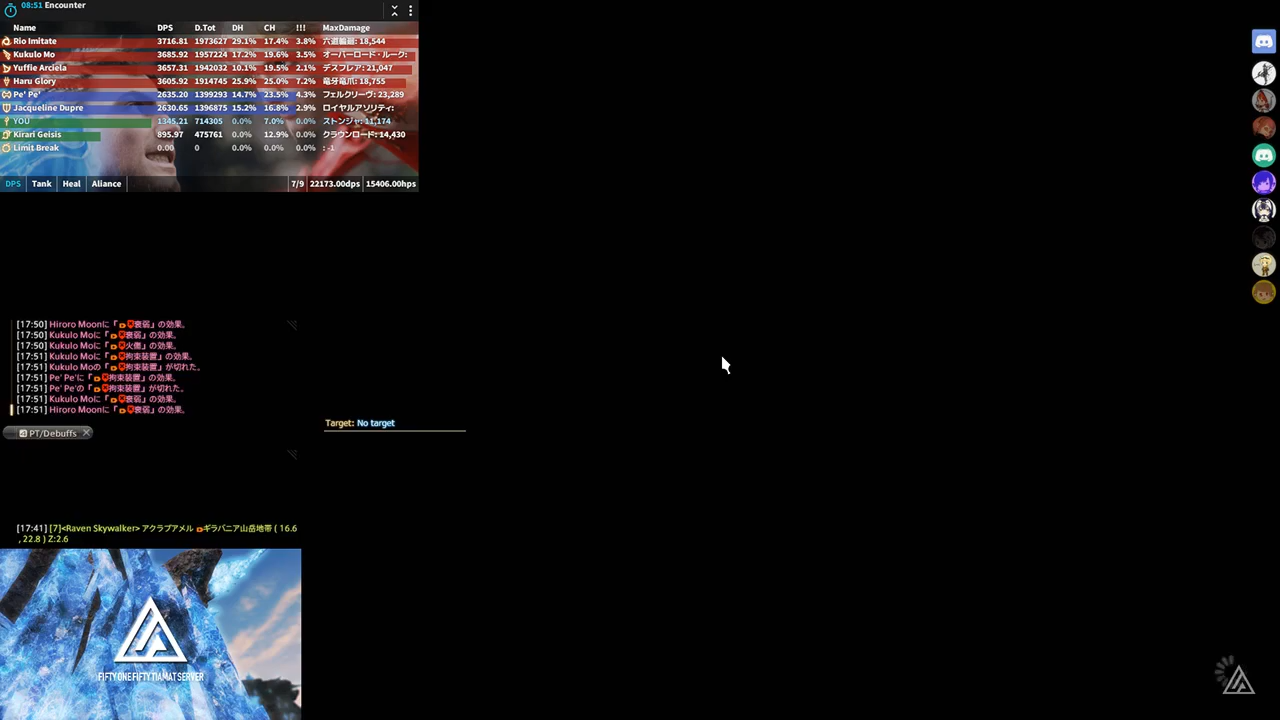 08:51 Encounter
Name DPS D.Tot DH CH !!! MaxDamage
Rio Imitate 3716.81 1973627 29.1% 17.4% 3.8% 六道輪廻: 18,544
Kukulo Mo 3685.92 1957224 17.2% 19.6% 3.5% オーバーロード・ルーク:
Yuffie Arciela 3657.31 1942032 10.1% 19.5% 2.1% デスフレア: 21,047
Haru Glory 3605.92 1914745 25.9% 25.0% 7.2% 竜牙竜爪: 18,755
Pe' Pe' 2635.20 1399293 14.7% 23.5% 4.3% フェルクリーヴ: 23,289
Jacqueline Dupre 2630.65 1396875 15.2% 16.8% 2.9% ロイヤルアソリティ:
YOU 1345.21 714305 0.0% 7.0% 0.0% ストンジャ: 11,174
Kirari Geisis 895.97 475761 0.0% 12.9% 0.0% クラウンロード: 14,430
Limit Break 0.00 0 0.0% 0.0% 0.0% : -1
DPS Tank Heal Aliance 7/9 22173.00dps 15406.00hps
[17:50] Hiroro Moonに「衰弱」の効果。
[17:50] Kukulo Moに「衰弱」の効果。
[17:50] Kukulo Moに「火傷」の効果。
[17:51] Kukulo Moに「拘束装置」の効果。
[17:51] Kukulo Moの「拘束装置」が切れた。
[17:51] Pe' Pe'に「拘束装置」の効果。
[17:51] Pe' Pe'の「拘束装置」が切れた。
[17:51] Kukulo Moに「衰弱」の効果。
[17:51] Hiroro Moonに「衰弱」の効果。
Target: No target
4 PT/Debuffs
[17:41] [7]<Raven Skywalker> アクラブアメル ギラバニア山岳地帯 ( 16.6
, 22.8 ) Z:2.6
FIFTY ONE FIFTY TIAMAT SERVER